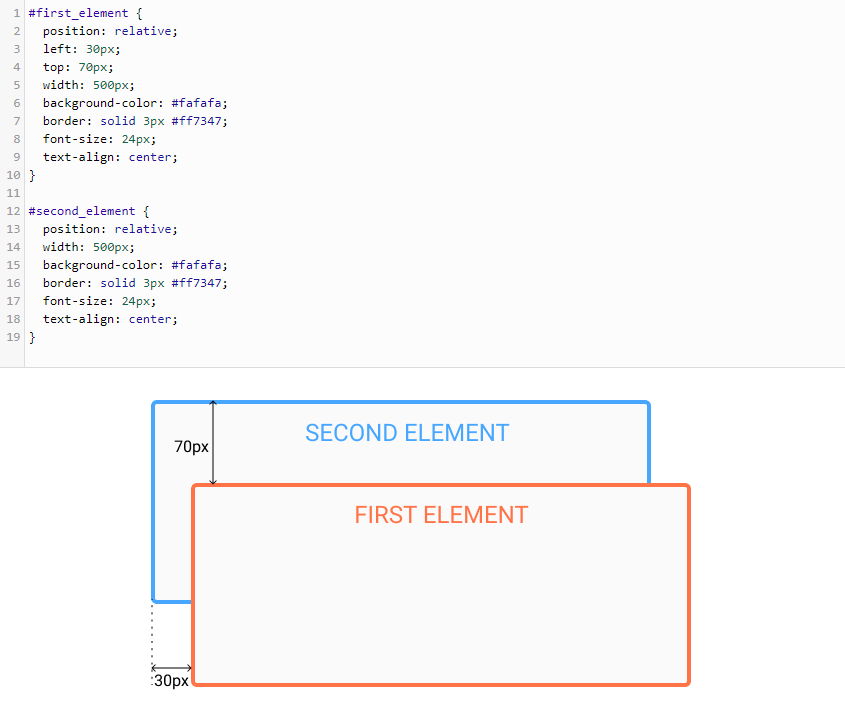 1 #first_element {
2 position: relative;
3 left: 30px;
4 top: 70px;
5 width: 500px;
6 background-color: #fafafa;
7 border: solid 3px #ff7347;
8 font-size: 24px;
9 text-align: center;
10 }
11
12 #second_element {
13 position: relative;
14 width: 500px;
15 background-color: #fafafa;
16 border: solid 3px #ff7347;
17 font-size: 24px;
18 text-align: center;
19 }
SECOND ELEMENT
70px
FIRST ELEMENT
30px